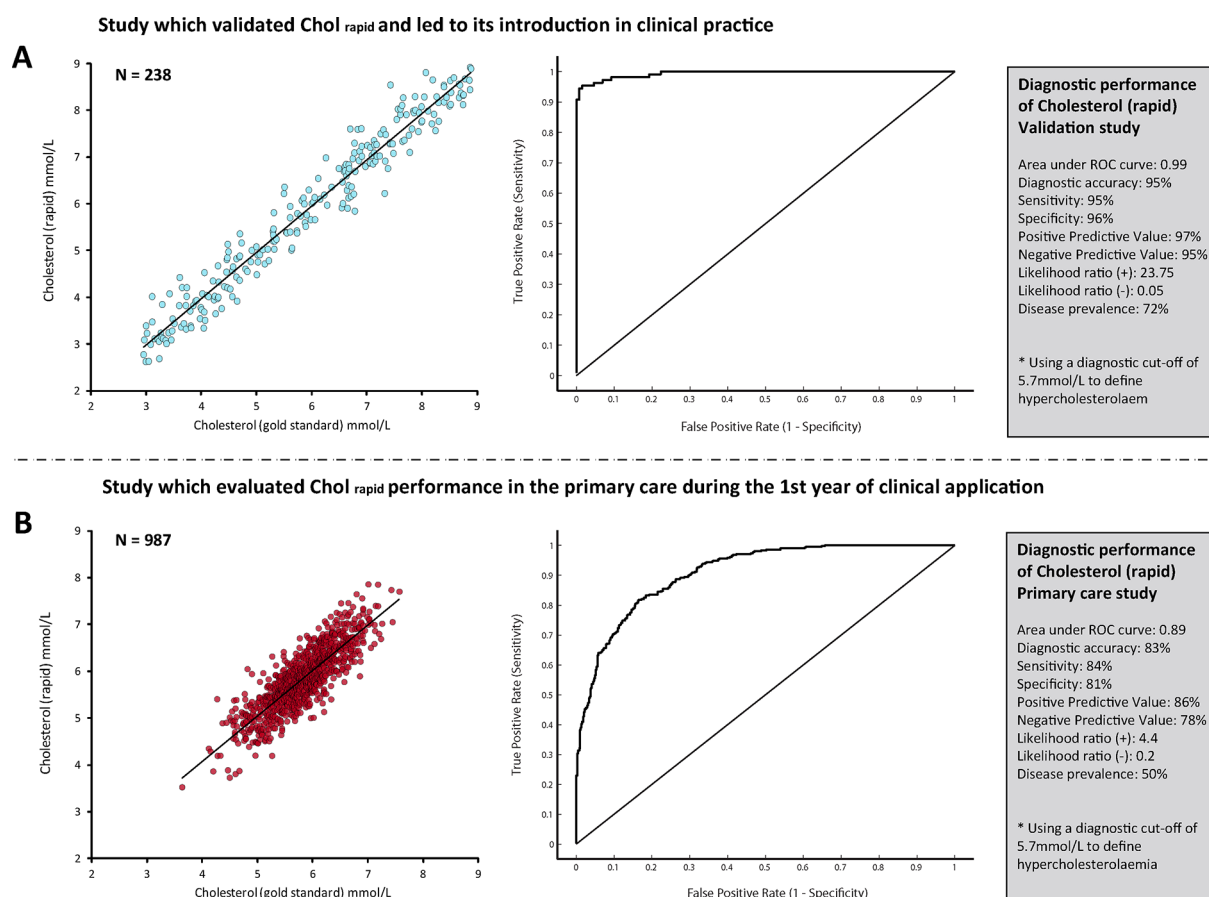 Study which validated Chol rapid and led to its introduction in clinical practice
A
N = 238
Cholesterol (rapid) mmol/L
9
8
7
6
5
4
3
2
2 3 4 5 6 7 8 9
Cholesterol (gold standard) mmol/L
True Positive Rate (Sensitivity)
1
0.9
0.8
0.7
0.6
0.5
0.4
0.3
0.2
0.1
0
0 0.1 0.2 0.3 0.4 0.5 0.6 0.7 0.8 0.9 1
False Positive Rate (1 - Specificity)
Diagnostic performance
of Cholesterol (rapid)
Validation study
Area under ROC curve: 0.99
Diagnostic accuracy: 95%
Sensitivity: 95%
Specificity: 96%
Positive Predictive Value: 97%
Negative Predictive Value: 95%
Likelihood ratio (+): 23.75
Likelihood ratio (-): 0.05
Disease prevalence: 72%
* Using a diagnostic cut-off of
5.7mmol/L to define
hypercholesterolaem
Study which evaluated Chol rapid performance in the primary care during the 1st year of clinical application
B
N = 987
Cholesterol (rapid) mmol/L
9
8
7
6
5
4
3
2
2 3 4 5 6 7 8 9
Cholesterol (gold standard) mmol/L
True Positive Rate (Sensitivity)
1
0.9
0.8
0.7
0.6
0.5
0.4
0.3
0.2
0.1
0
0 0.1 0.2 0.3 0.4 0.5 0.6 0.7 0.8 0.9 1
False Positive Rate (1 - Specificity)
Diagnostic performance
of Cholesterol (rapid)
Primary care study
Area under ROC curve: 0.89
Diagnostic accuracy: 83%
Sensitivity: 84%
Specificity: 81%
Positive Predictive Value: 86%
Negative Predictive Value: 78%
Likelihood ratio (+): 4.4
Likelihood ratio (-): 0.2
Disease prevalence: 50%
* Using a diagnostic cut-off of
5.7mmol/L to define
hypercholesterolaemia